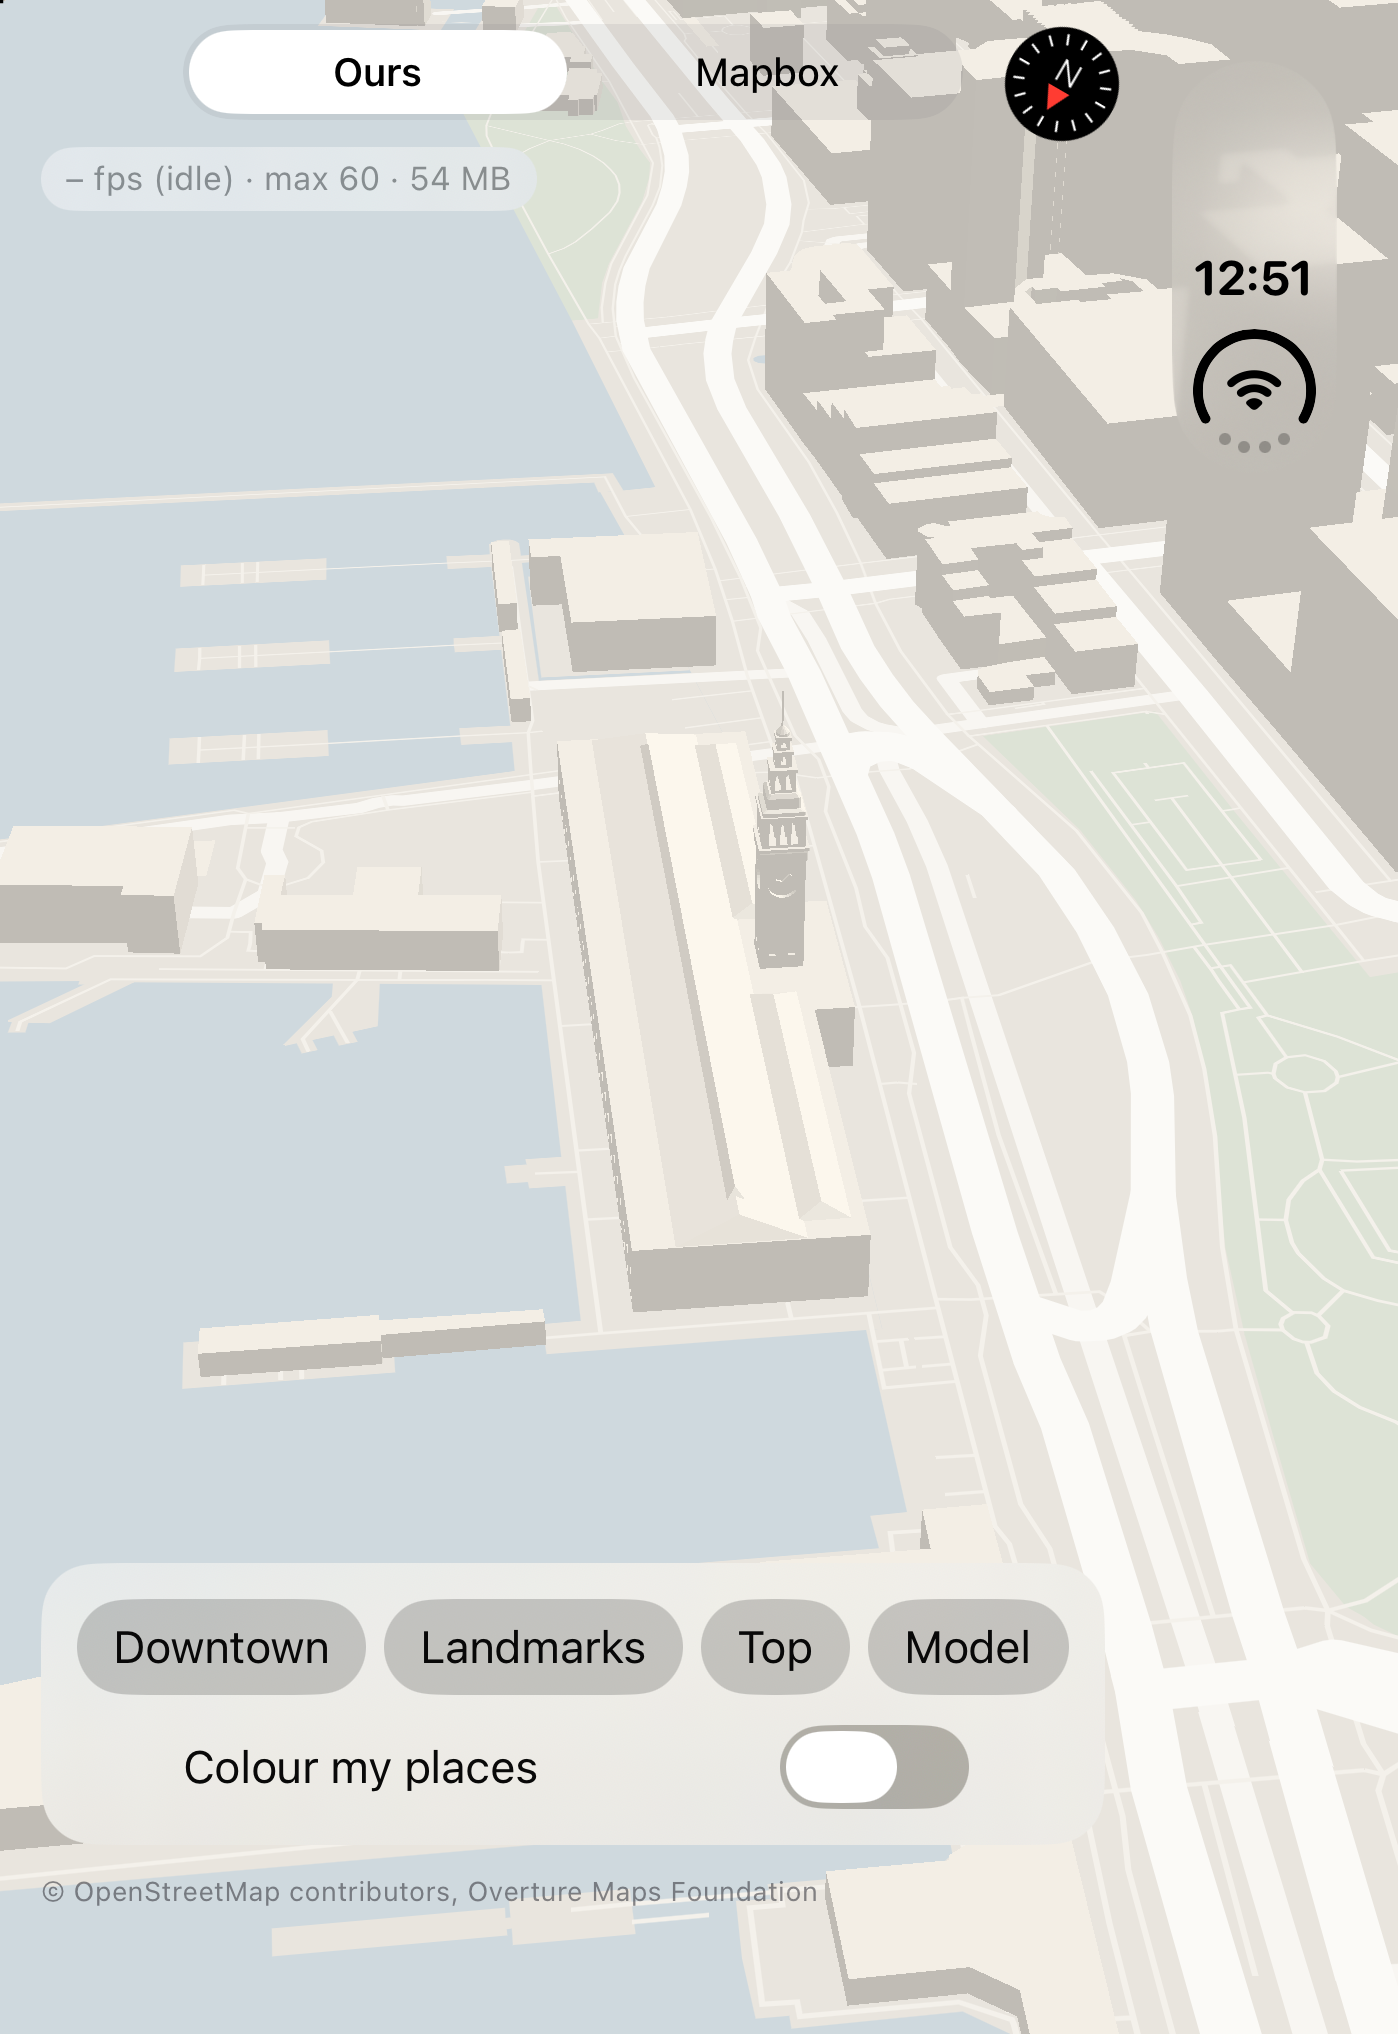 Ours
Mapbox
N
– fps (idle) · max 60 · 54 MB
12:51
Downtown
Landmarks
Top
Model
Colour my places
© OpenStreetMap contributors, Overture Maps Foundation